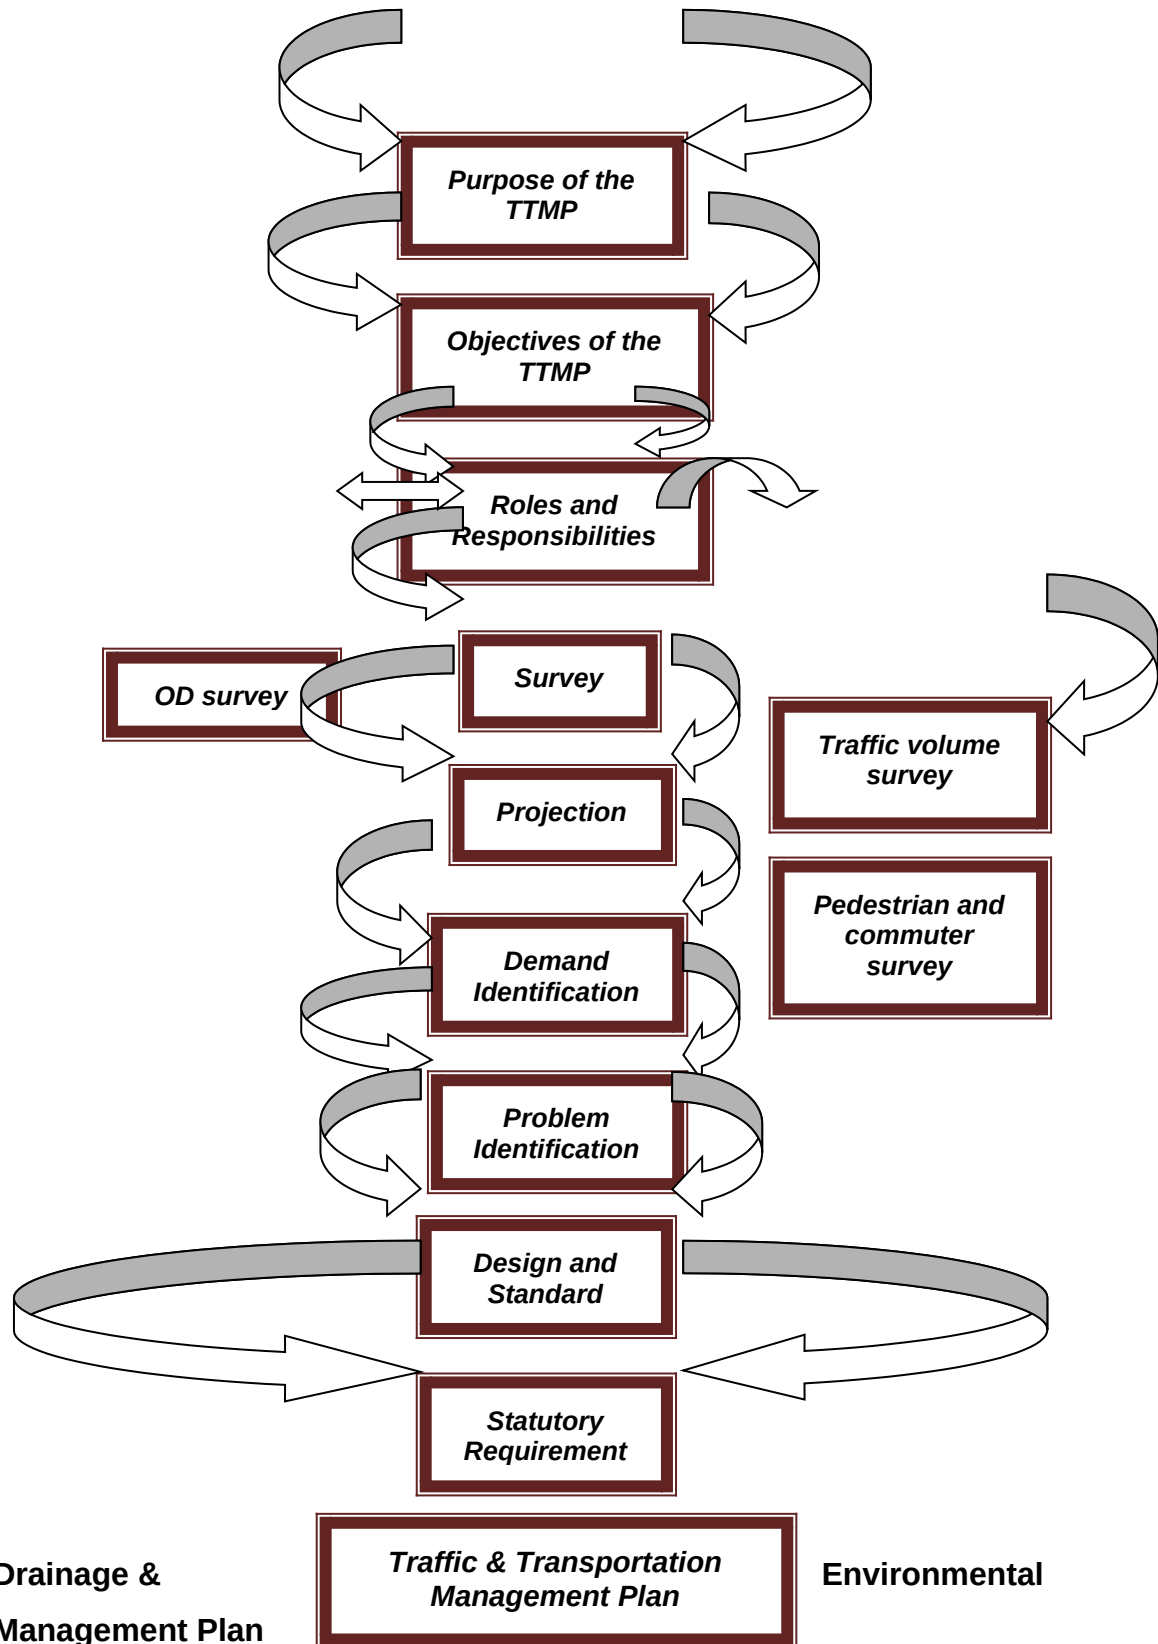 Purpose of the
TTMP
Objectives of the
TTMP
Roles and
Responsibilities
OD survey
Survey
Traffic volume
survey
Projection
Pedestrian and
commuter
survey
Demand
Identification
Problem
Identification
Design and
Standard
Statutory
Requirement
Traffic & Transportation
Management Plan
Drainage &
Environmental
Management Plan